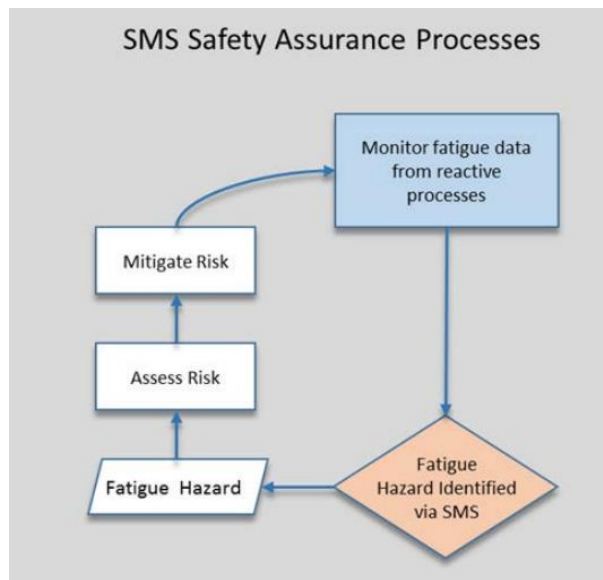 SMS Safety Assurance Processes
Monitor fatigue data
from reactive
processes
Mitigate Risk
Assess Risk
Fatigue Hazard
Fatigue
Hazard Identified
via SMS